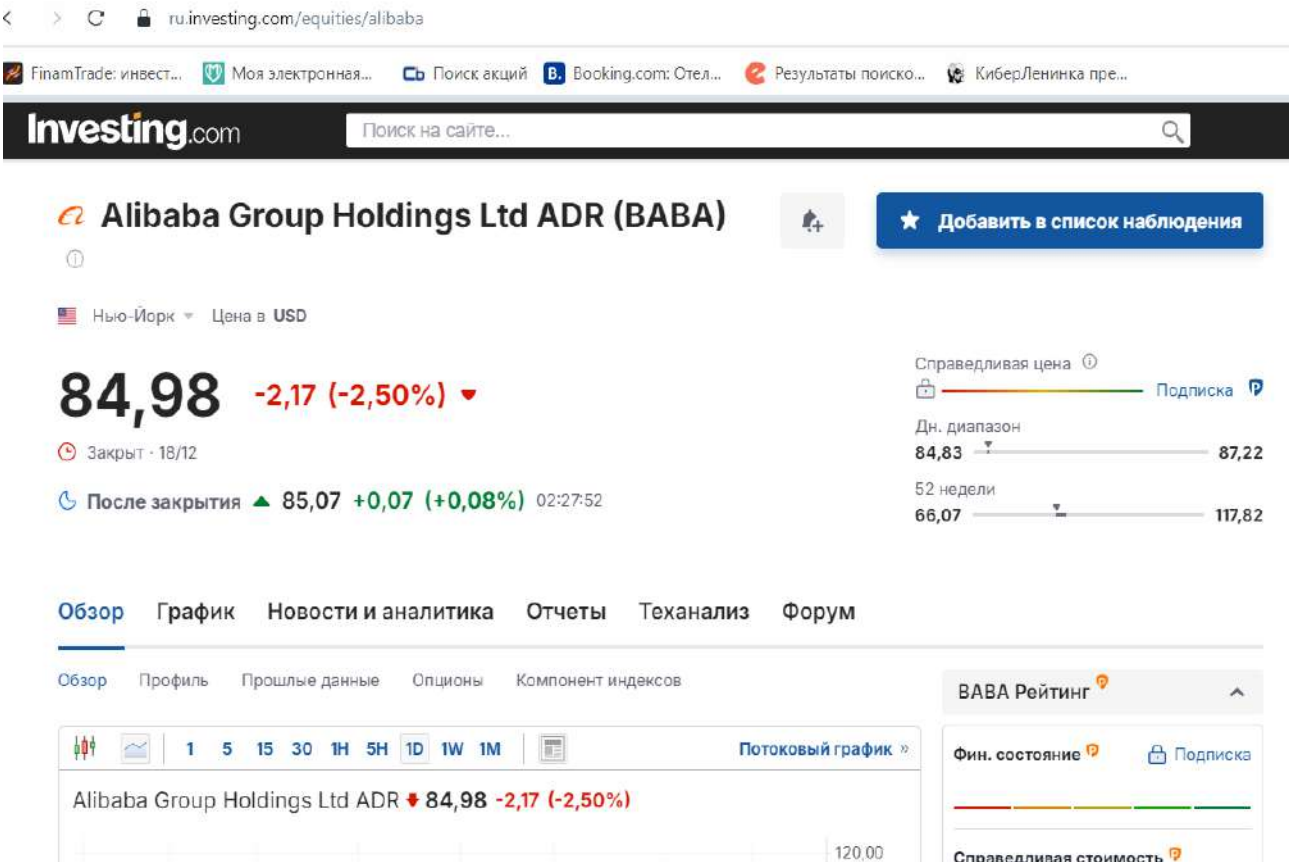 ru.investing.com/equities/alibaba
FinamTrade: инвест... Моя электронная... Сь Поиск акций B. Booking.com: Отел... Результаты поиско... КиберЛенинка пре...
Investing.com Поиск на сайте...
Alibaba Group Holdings Ltd ADR (BABA)
Добавить в список наблюдения
Нью-Йорк Цена в USD
84,98 -2,17 (-2,50%)
Закрыт · 18/12
После закрытия 85,07 +0,07 (+0,08%) 02:27:52
Справедливая цена
Подписка
Дн. диапазон
84,83 87,22
52 недели
66,07 117,82
Обзор График Новости и аналитика Отчеты Теханализ Форум
Обзор Профиль Прошлые данные Опционы Компонент индексов
1 5 15 30 1H 5H 1D 1W 1M Потоковый график »
Alibaba Group Holdings Ltd ADR 84,98 -2,17 (-2,50%)
120,00
BABA Рейтинг
Фин. состояние Подписка
Справедливая стоимость